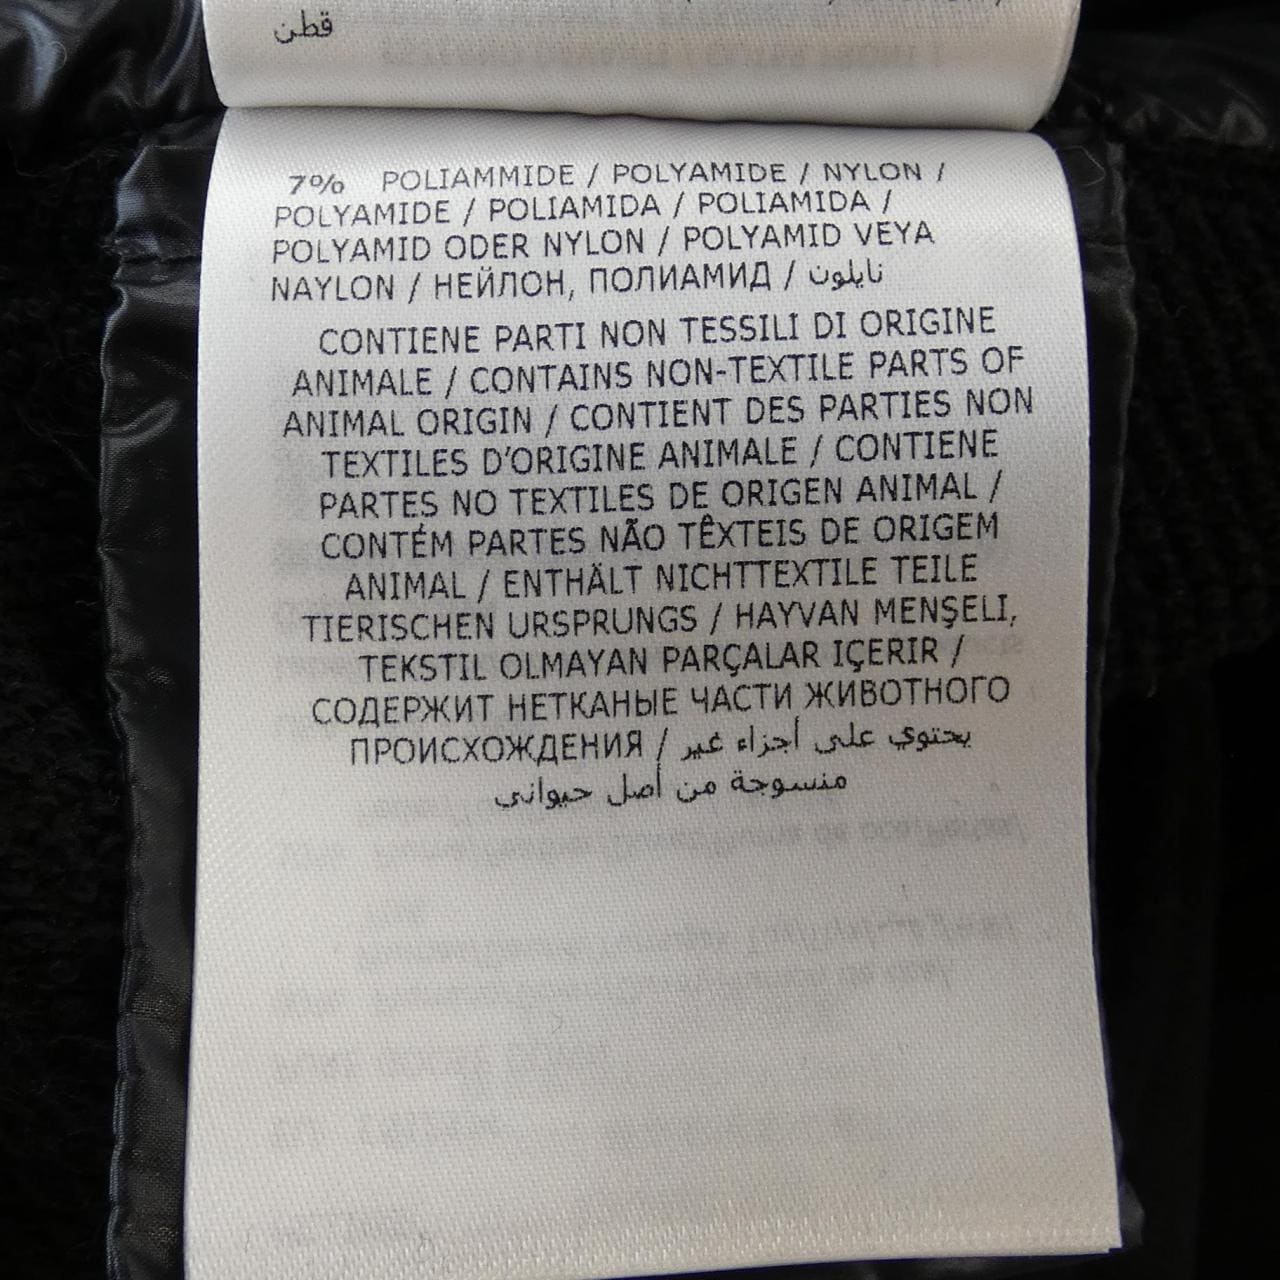 قطن
7% POLIAMMIDE / POLYAMIDE / NYLON /
POLYAMIDE / POLIAMIDA / POLIAMIDA /
POLYAMID ODER NYLON / POLYAMID VEYA
NAYLON / НЕЙЛОН, ПОЛИАМИД / نايلون
CONTIENE PARTI NON TESSILI DI ORIGINE
ANIMALE / CONTAINS NON-TEXTILE PARTS OF
ANIMAL ORIGIN / CONTIENT DES PARTIES NON
TEXTILES D'ORIGINE ANIMALE / CONTIENE
PARTES NO TEXTILES DE ORIGEN ANIMAL /
CONTÉM PARTES NÃO TÊXTEIS DE ORIGEM
ANIMAL / ENTHÄLT NICHTTEXTILE TEILE
TIERISCHEN URSPRUNGS / HAYVAN MENŞELI,
TEKSTIL OLMAYAN PARÇALAR IÇERIR /
СОДЕРЖИТ НЕТКАНЫЕ ЧАСТИ ЖИВОТНОГО
ПРОИСХОЖДЕНИЯ / يحتوي على أجزاء غير
منسوجة من أصل حيواني